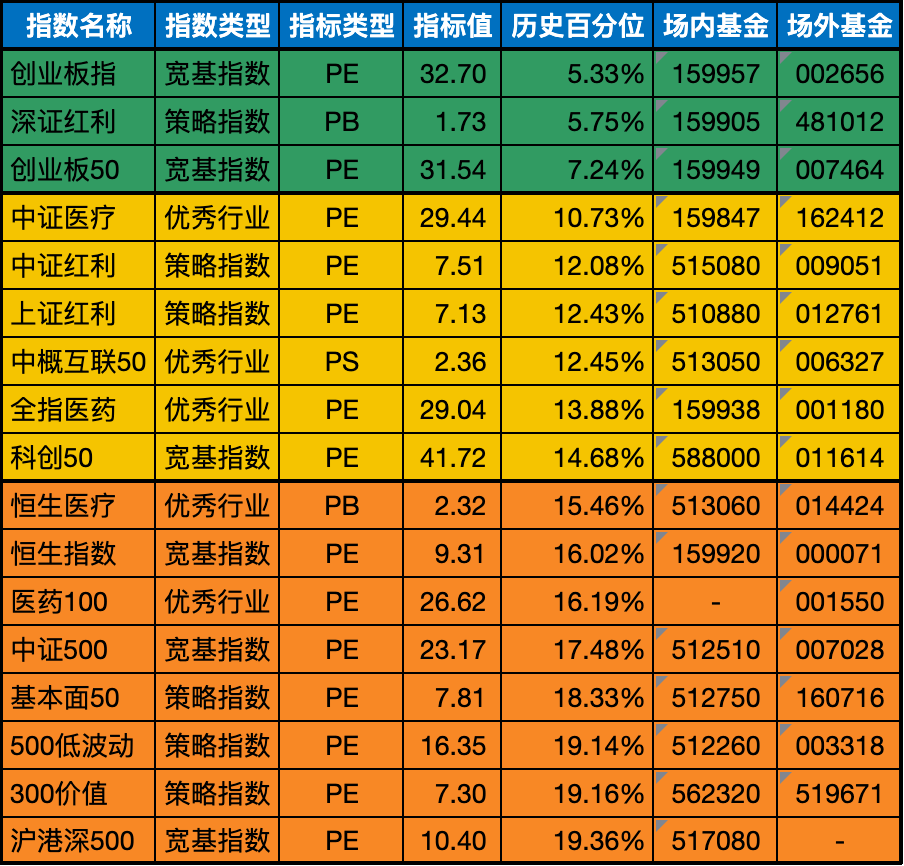 指数名称 指数类型 指标类型 指标值 历史百分位 场内基金 场外基金
创业板指 宽基指数 PE 32.70 5.33% 159957 002656
深证红利 策略指数 PB 1.73 5.75% 159905 481012
创业板50 宽基指数 PE 31.54 7.24% 159949 007464
中证医疗 优秀行业 PE 29.44 10.73% 159847 162412
中证红利 策略指数 PE 7.51 12.08% 515080 009051
上证红利 策略指数 PE 7.13 12.43% 510880 012761
中概互联50 优秀行业 PS 2.36 12.45% 513050 006327
全指医药 优秀行业 PE 29.04 13.88% 159938 001180
科创50 宽基指数 PE 41.72 14.68% 588000 011614
恒生医疗 优秀行业 PB 2.32 15.46% 513060 014424
恒生指数 宽基指数 PE 9.31 16.02% 159920 000071
医药100 优秀行业 PE 26.62 16.19% - 001550
中证500 宽基指数 PE 23.17 17.48% 512510 007028
基本面50 策略指数 PE 7.81 18.33% 512750 160716
500低波动 策略指数 PE 16.35 19.14% 512260 003318
300价值 策略指数 PE 7.30 19.16% 562320 519671
沪港深500 宽基指数 PE 10.40 19.36% 517080 -